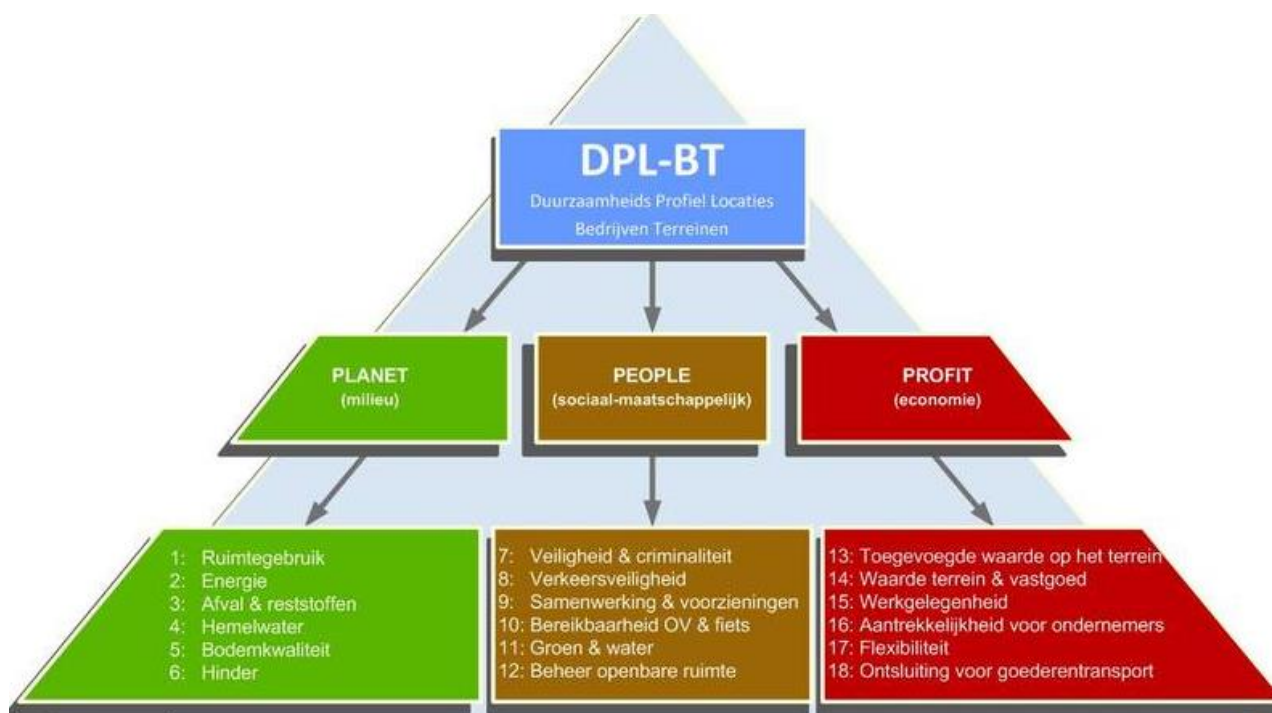 DPL-BT
Duurzaamheids Profiel Locaties
Bedrijven Terreinen
PLANET
(milieu)
PEOPLE
(sociaal-maatschappelijk)
PROFIT
(economie)
1: Ruimtegebruik
2: Energie
3: Afval & reststoffen
4: Hemelwater
5: Bodemkwaliteit
6: Hinder
7: Veiligheid & criminaliteit
8: Verkeersveiligheid
9: Samenwerking & voorzieningen
10: Bereikbaarheid OV & fiets
11: Groen & water
12: Beheer openbare ruimte
13: Toegevoegde waarde op het terrein
14: Waarde terrein & vastgoed
15: Werkgelegenheid
16: Aantrekkelijkheid voor ondernemers
17: Flexibiliteit
18: Ontsluiting voor goederentransport